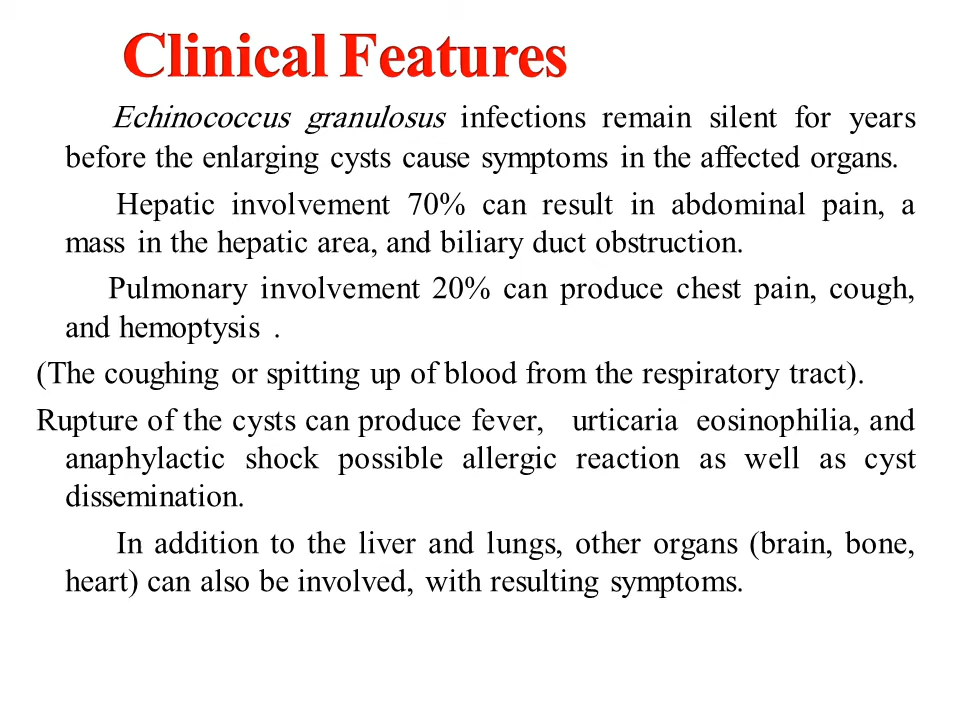 Clinical Features
Echinococcus granulosus infections remain silent for years
before the enlarging cysts cause symptoms in the affected organs.
Hepatic involvement 70% can result in abdominal pain, a
mass in the hepatic area, and biliary duct obstruction.
Pulmonary involvement 20% can produce chest pain, cough,
and hemoptysis .
(The coughing or spitting up of blood from the respiratory tract).
Rupture of the cysts can produce fever, urticaria eosinophilia, and
anaphylactic shock possible allergic reaction as well as cyst
dissemination.
In addition to the liver and lungs, other organs (brain, bone,
heart) can also be involved, with resulting symptoms.